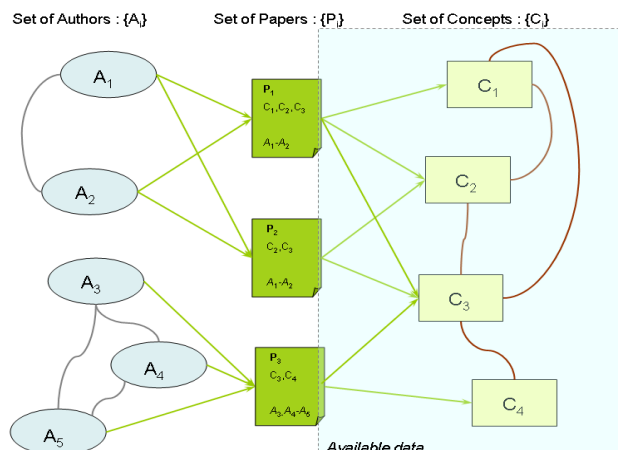 Set of Authors : {Ai}
Set of Papers : {Pi}
Set of Concepts : {Ci}
A1
A2
A3
A4
A5
P1
C1,C2,C3
A1-A2
P2
C2,C3
A1-A2
P3
C3,C4
A3,A4-A5
C1
C2
C3
C4
Available data